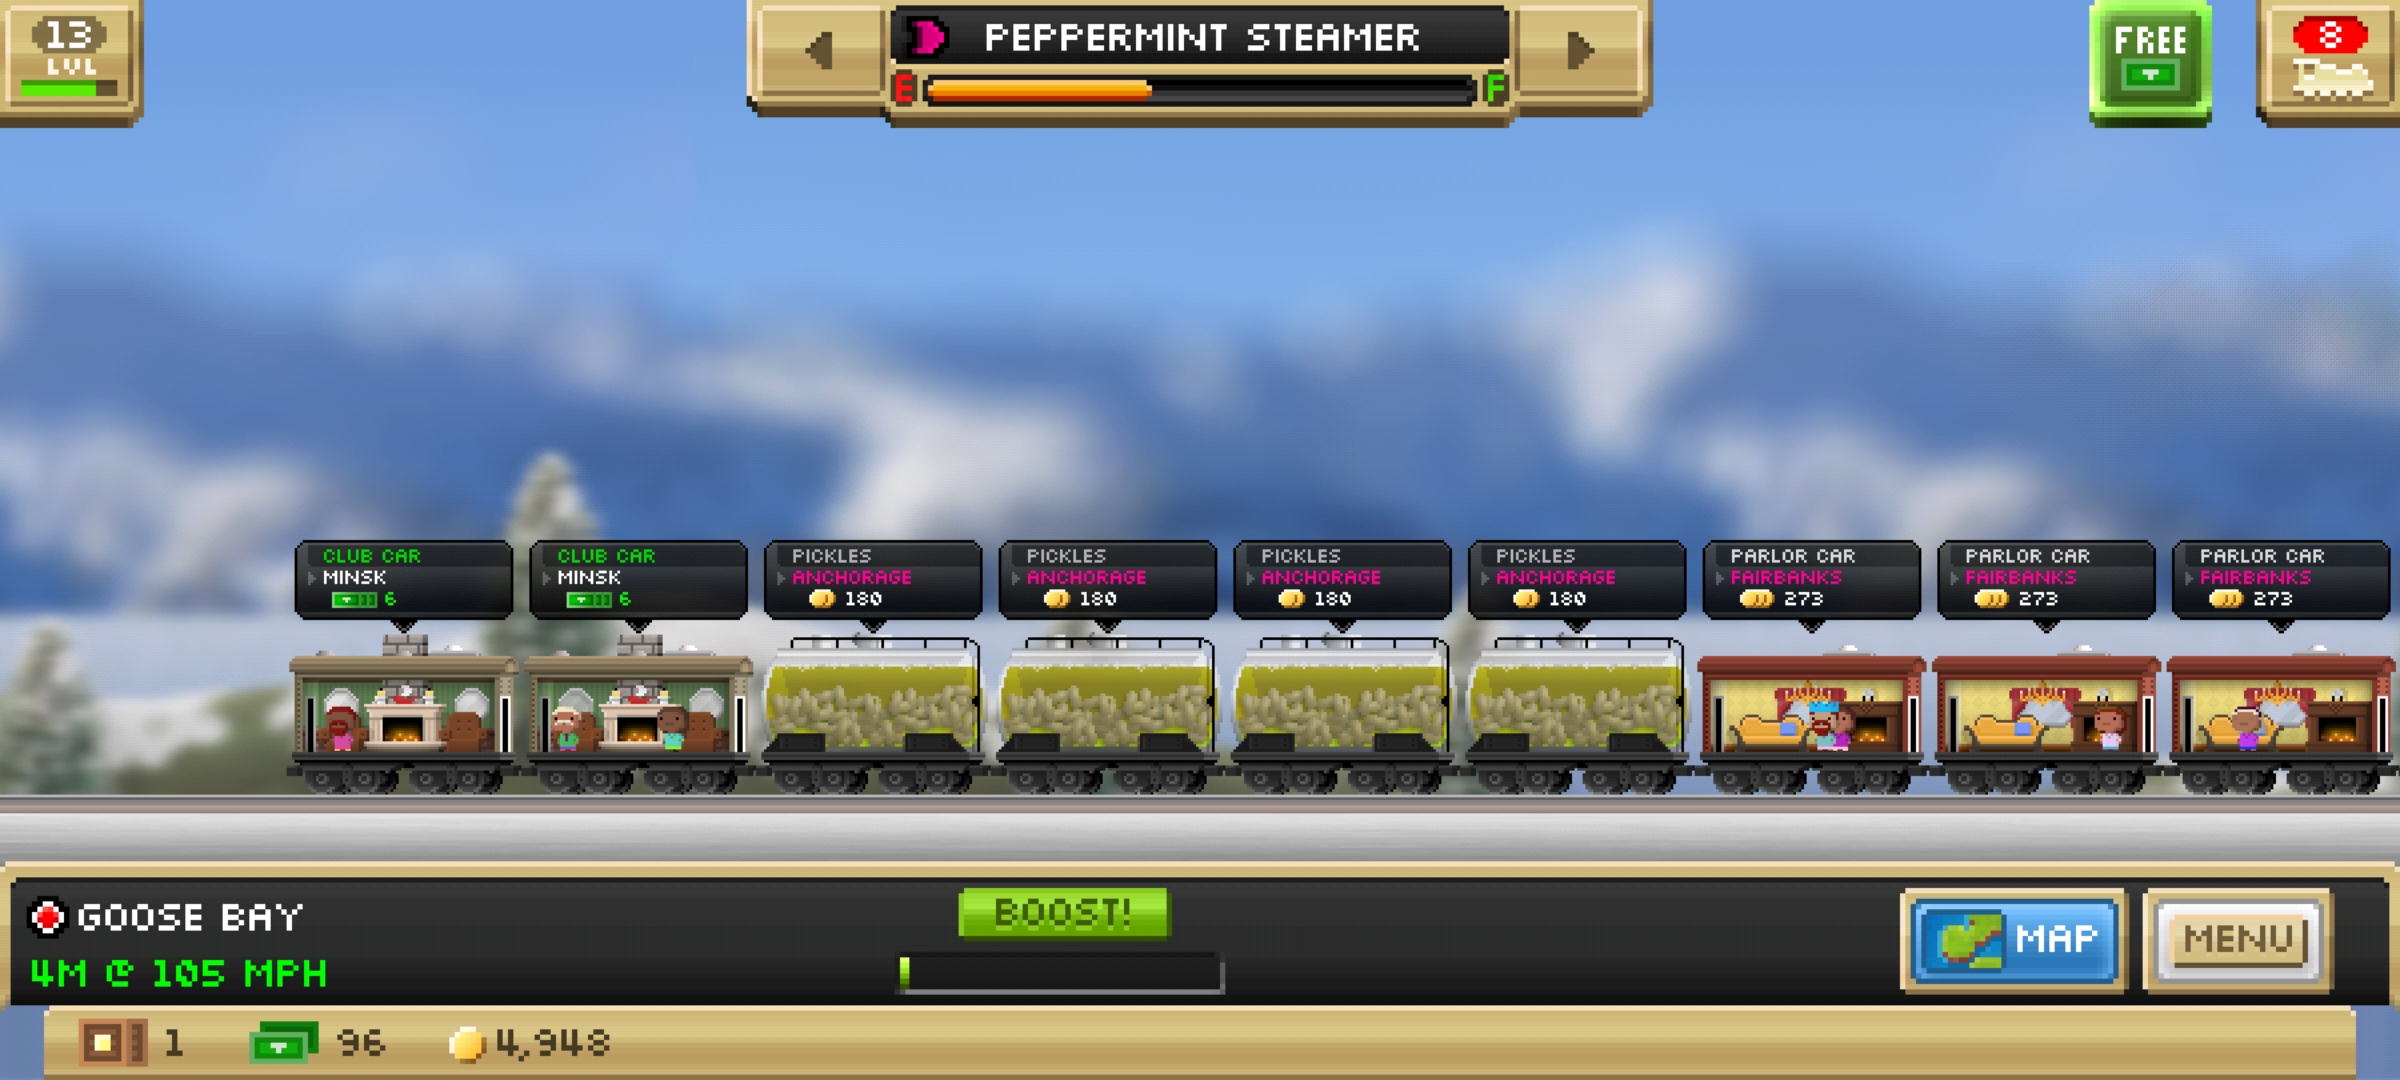 13
LVL
PEPPERMINT STEAMER
E
F
FREE
8
CLUB CAR
MINSK
6
CLUB CAR
MINSK
6
PICKLES
ANCHORAGE
180
PICKLES
ANCHORAGE
180
PICKLES
ANCHORAGE
180
PICKLES
ANCHORAGE
180
PARLOR CAR
FAIRBANKS
273
PARLOR CAR
FAIRBANKS
273
PARLOR CAR
FAIRBANKS
273
GOOSE BAY
4M @ 105 MPH
BOOST!
MAP
MENU
1
96
4,948